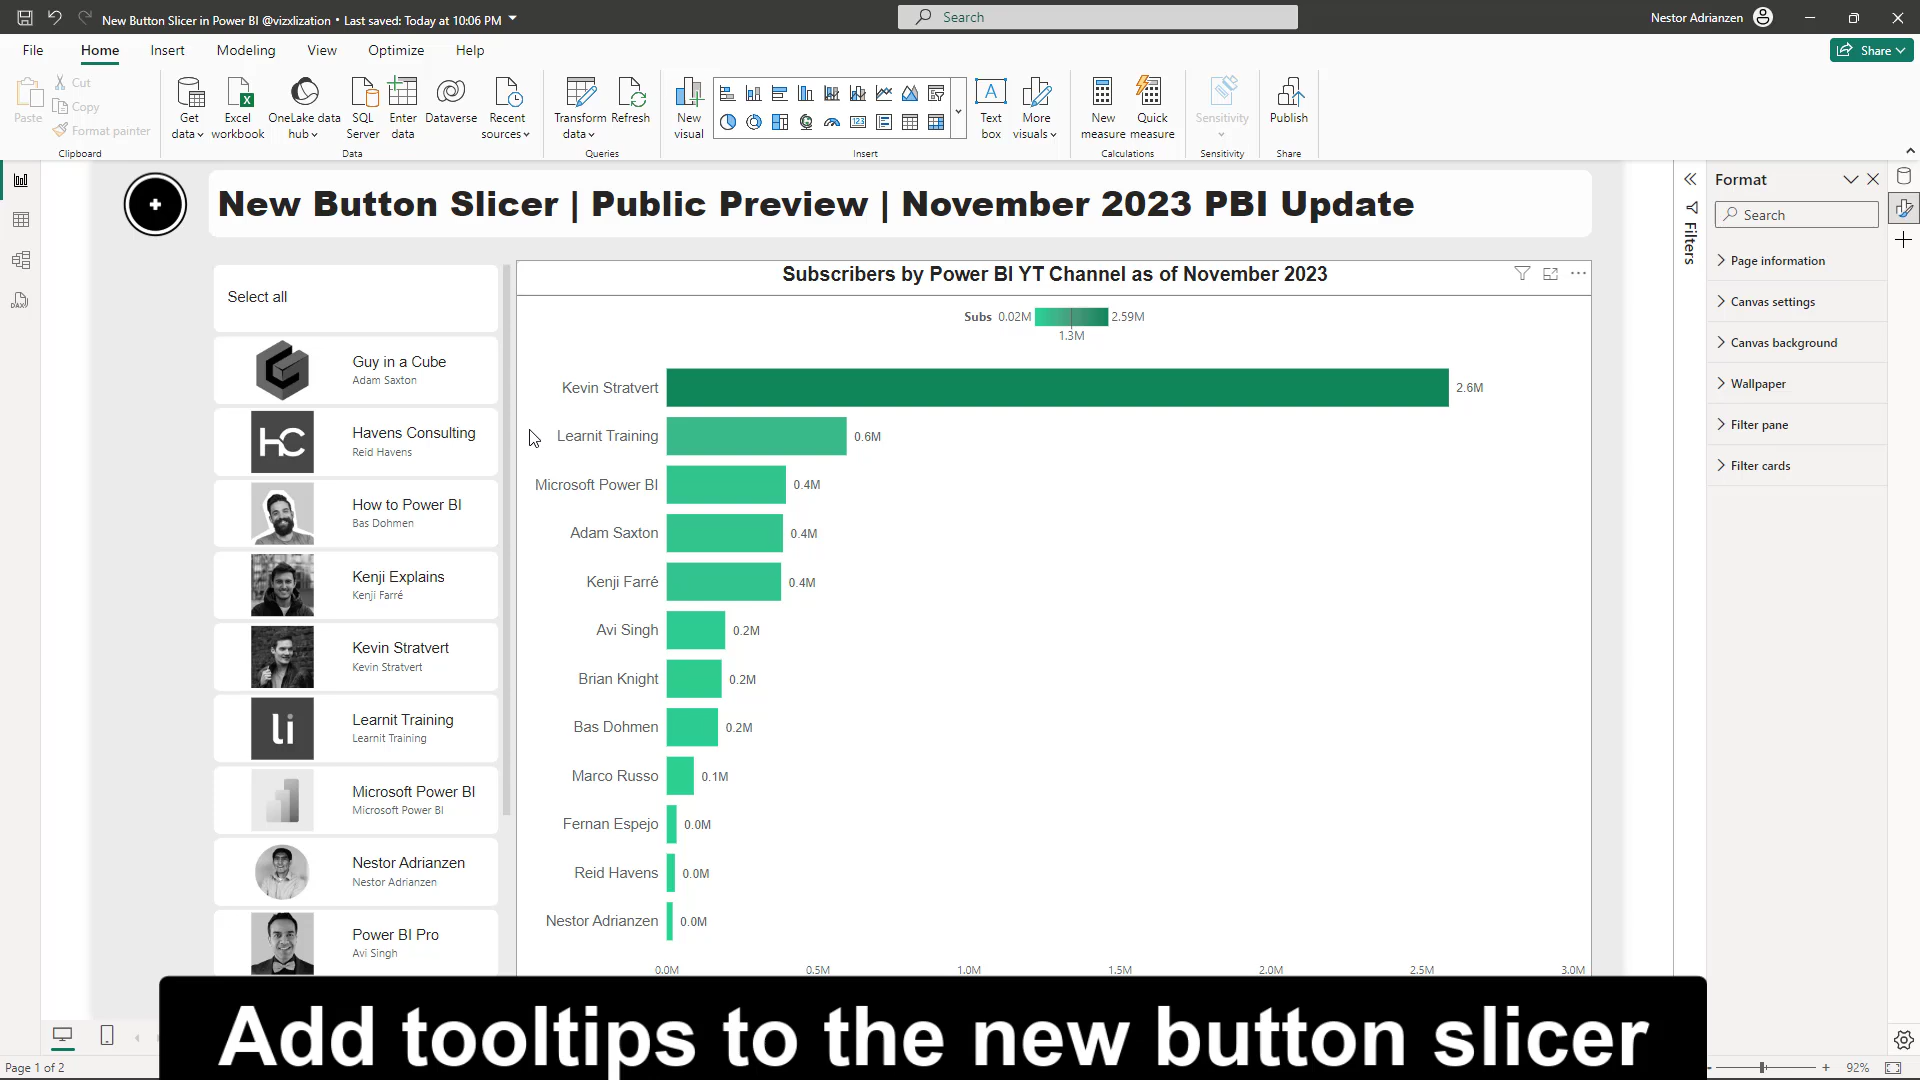 New Button Slicer in Power BI @vizxlization • Last saved: Today at 10:06 PM
Search
Nestor Adrianzen
File
Home
Insert
Modeling
View
Optimize
Help
Share
Paste
Cut
Copy
Format painter
Get data
Excel workbook
OneLake data hub
SQL Server
Enter data
Dataverse
Recent sources
Transform data
Refresh
New visual
Text box
More visuals
New measure
Quick measure
Sensitivity
Publish
Clipboard
Data
Queries
Insert
Calculations
Sensitivity
Share
New Button Slicer | Public Preview | November 2023 PBI Update
Select all
Guy in a Cube
Adam Saxton
HC
Havens Consulting
Reid Havens
How to Power BI
Bas Dohmen
Kenji Explains
Kenji Farré
Kevin Stratvert
Kevin Stratvert
li
Learnit Training
Learnit Training
Microsoft Power BI
Microsoft Power BI
Nestor Adrianzen
Nestor Adrianzen
Power BI Pro
Avi Singh
Subscribers by Power BI YT Channel as of November 2023
Subs 0.02M 2.59M
1.3M
Kevin Stratvert 2.6M
Learnit Training 0.6M
Microsoft Power BI 0.4M
Adam Saxton 0.4M
Kenji Farré 0.4M
Avi Singh 0.2M
Brian Knight 0.2M
Bas Dohmen 0.2M
Marco Russo 0.1M
Fernan Espejo 0.0M
Reid Havens 0.0M
Nestor Adrianzen 0.0M
0.0M 0.5M 1.0M 1.5M 2.0M 2.5M 3.0M
Filters
Format
Search
Page information
Canvas settings
Canvas background
Wallpaper
Filter pane
Filter cards
DAX
Add tooltips to the new button slicer
Page 1 of 2
92%